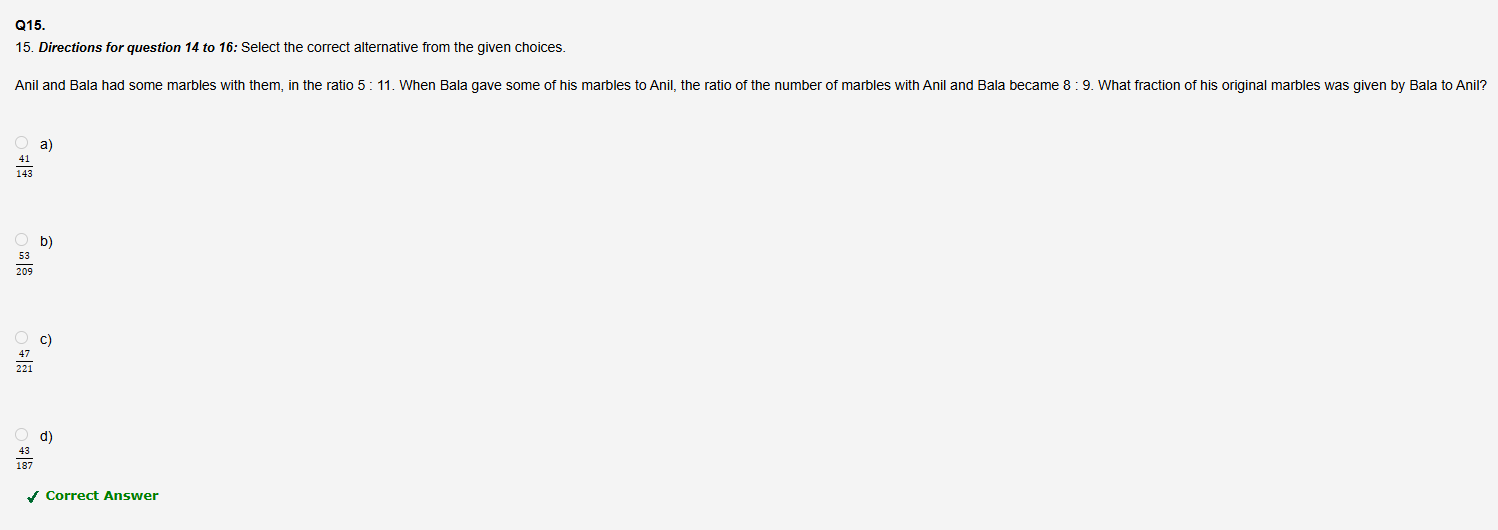 Q15.
15. Directions for question 14 to 16: Select the correct alternative from the given choices.
Anil and Bala had some marbles with them, in the ratio 5 : 11. When Bala gave some of his marbles to Anil, the ratio of the number of marbles with Anil and Bala became 8 : 9. What fraction of his original marbles was given by Bala to Anil?
a)
41
143
b)
53
209
c)
47
221
d)
43
187
✓ Correct Answer